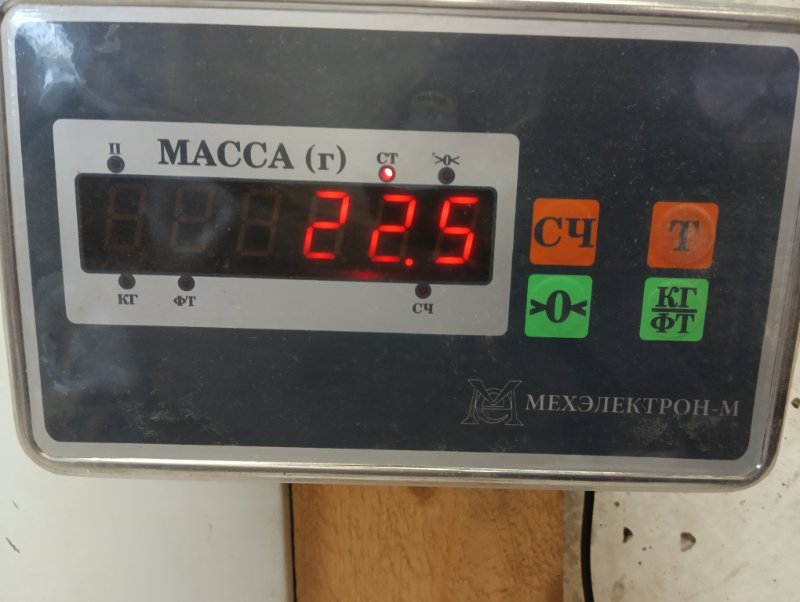 П МАССА (г) СТ >0<
22.5
КГ ФТ СЧ
СЧ Т
>0< КГ/ФТ
МЕХЭЛЕКТРОН-М